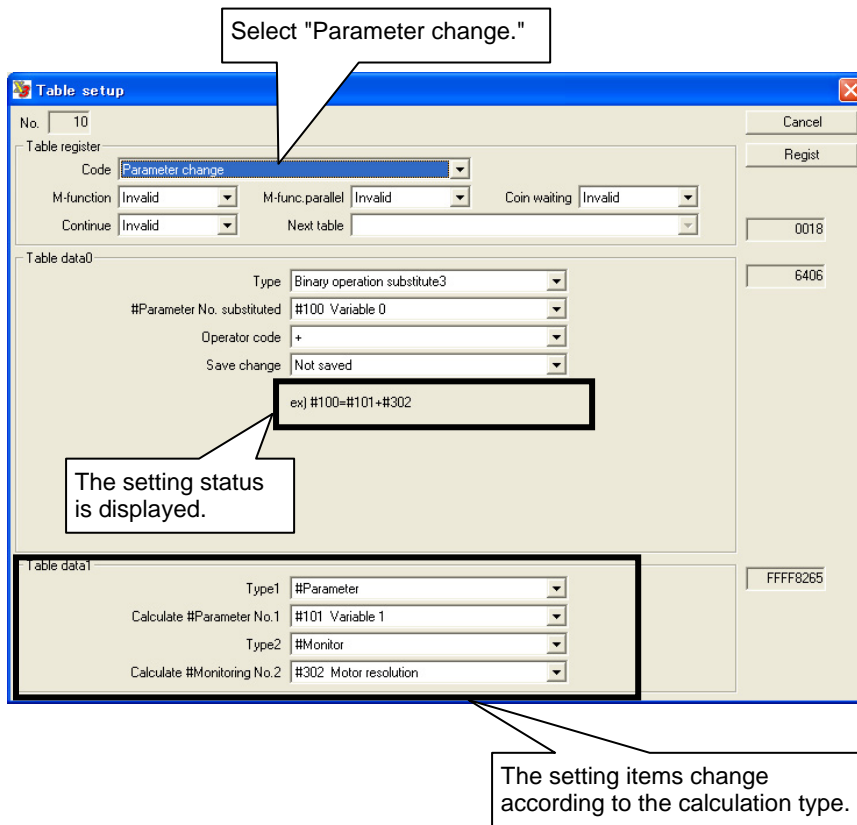 Select "Parameter change."
Table setup
No. 10
Cancel
Table register
Regist
Code Parameter change
M-function Invalid M-func.parallel Invalid Coin waiting Invalid
Continue Invalid Next table
0018
Table data0
6406
Type Binary operation substitute3
#Parameter No. substituted #100 Variable 0
Operator code +
Save change Not saved
ex) #100=#101+#302
The setting status
is displayed.
Table data1
FFFF8265
Type1 #Parameter
Calculate #Parameter No.1 #101 Variable 1
Type2 #Monitor
Calculate #Monitoring No.2 #302 Motor resolution
The setting items change
according to the calculation type.